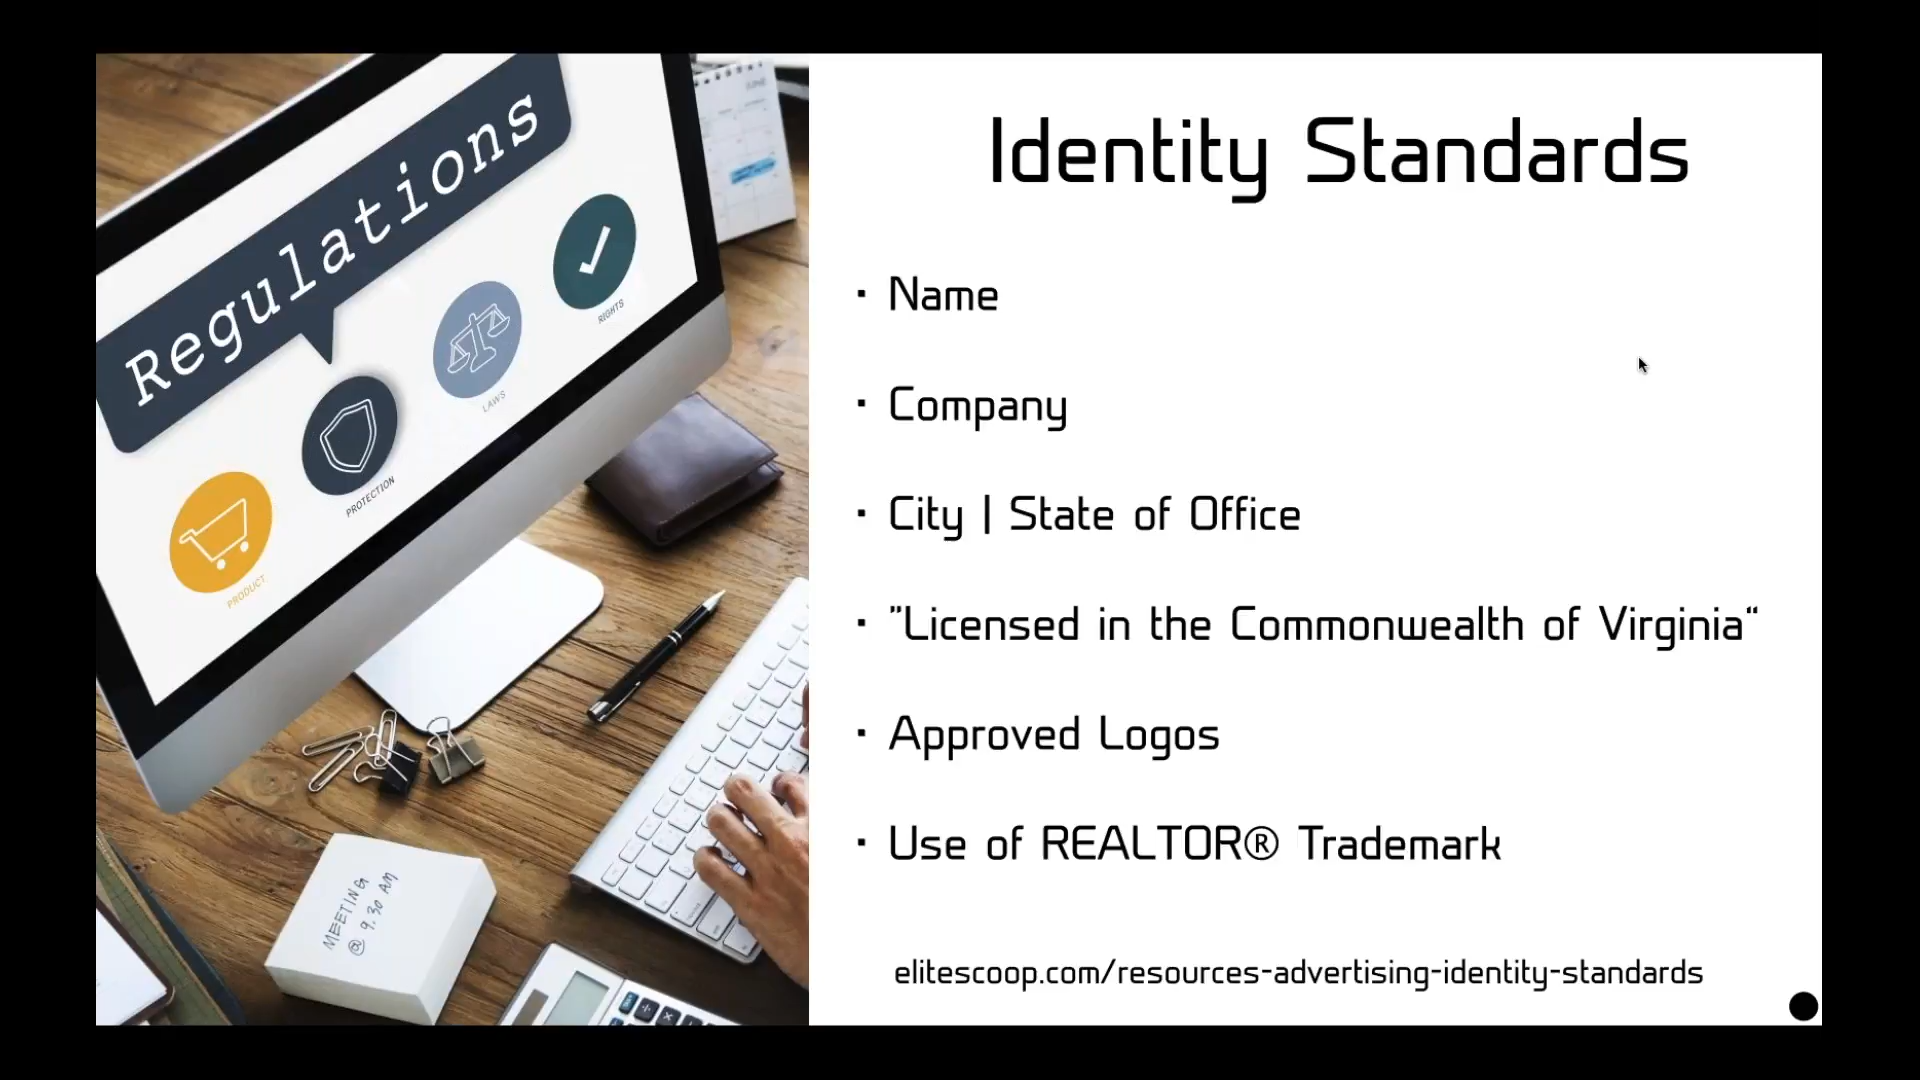 Regulations
RIGHTS
LAWS
PROTECTION
PRODUCT
MEETING
@ 9.30 AM
Identity Standards
· Name
· Company
· City | State of Office
· "Licensed in the Commonwealth of Virginia“
· Approved Logos
· Use of REALTOR® Trademark
elitescoop.com/resources-advertising-identity-standards